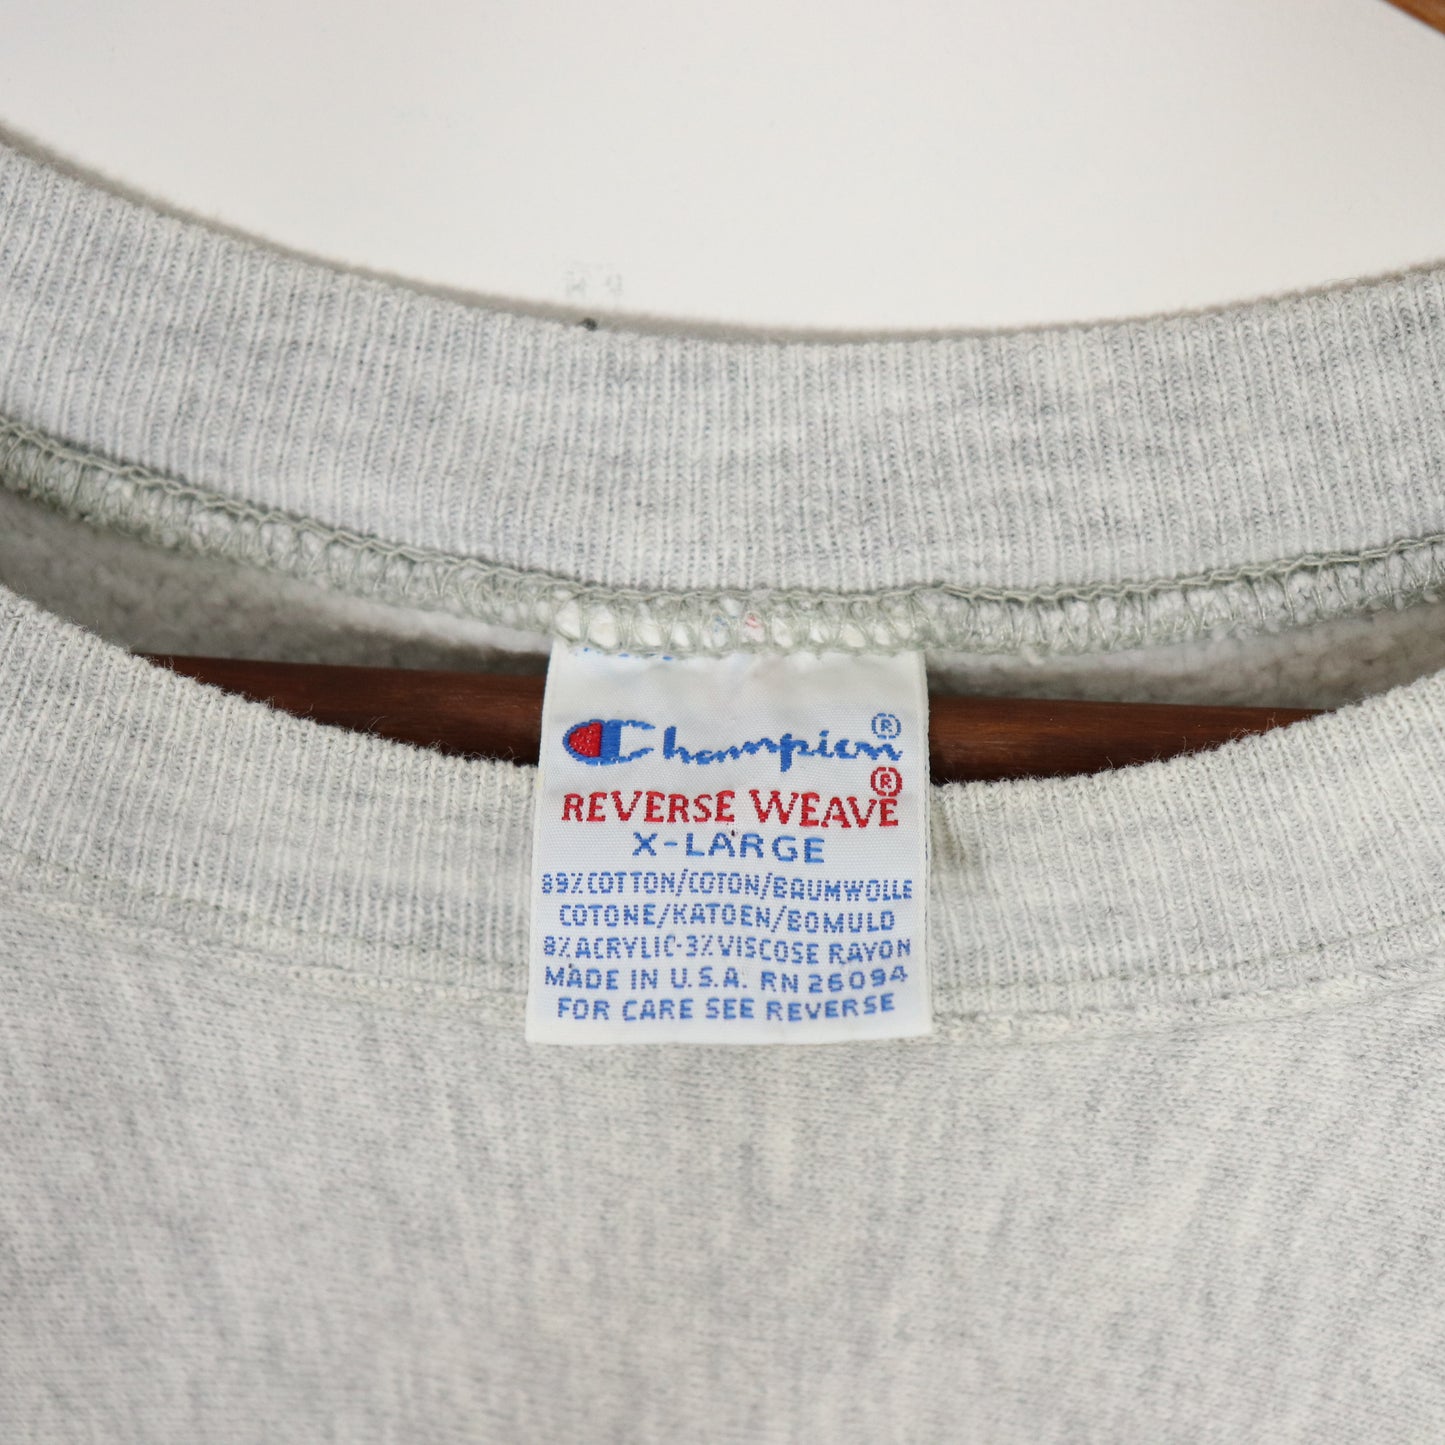 Champion®
REVERSE WEAVE®
X-LARGE
89% COTTON/COTON/BAUMWOLLE
COTONE/KATOEN/BOMULD
8% ACRYLIC-3% VISCOSE RAYON
MADE IN U.S.A. RN 26094
FOR CARE SEE REVERSE